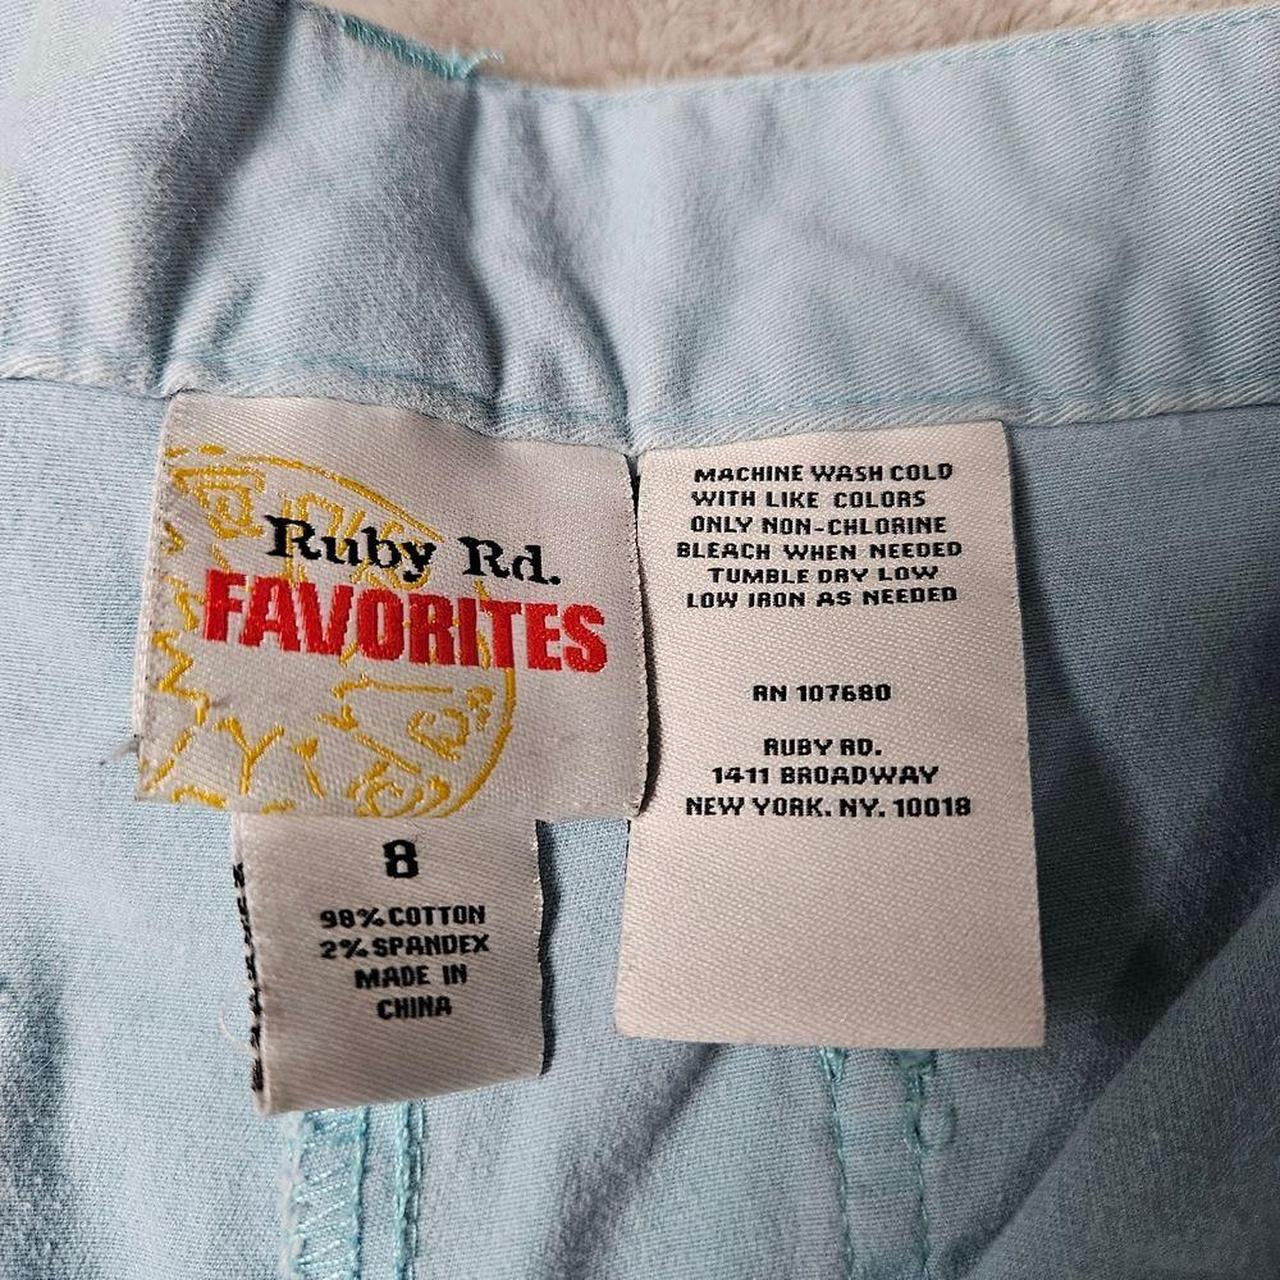 Ruby Rd.
FAVORITES
8
98% COTTON
2% SPANDEX
MADE IN
CHINA
MACHINE WASH COLD
WITH LIKE COLORS
ONLY NON-CHLORINE
BLEACH WHEN NEEDED
TUMBLE DRY LOW
LOW IRON AS NEEDED
RN 107680
RUBY RD.
1411 BROADWAY
NEW YORK. NY. 10018